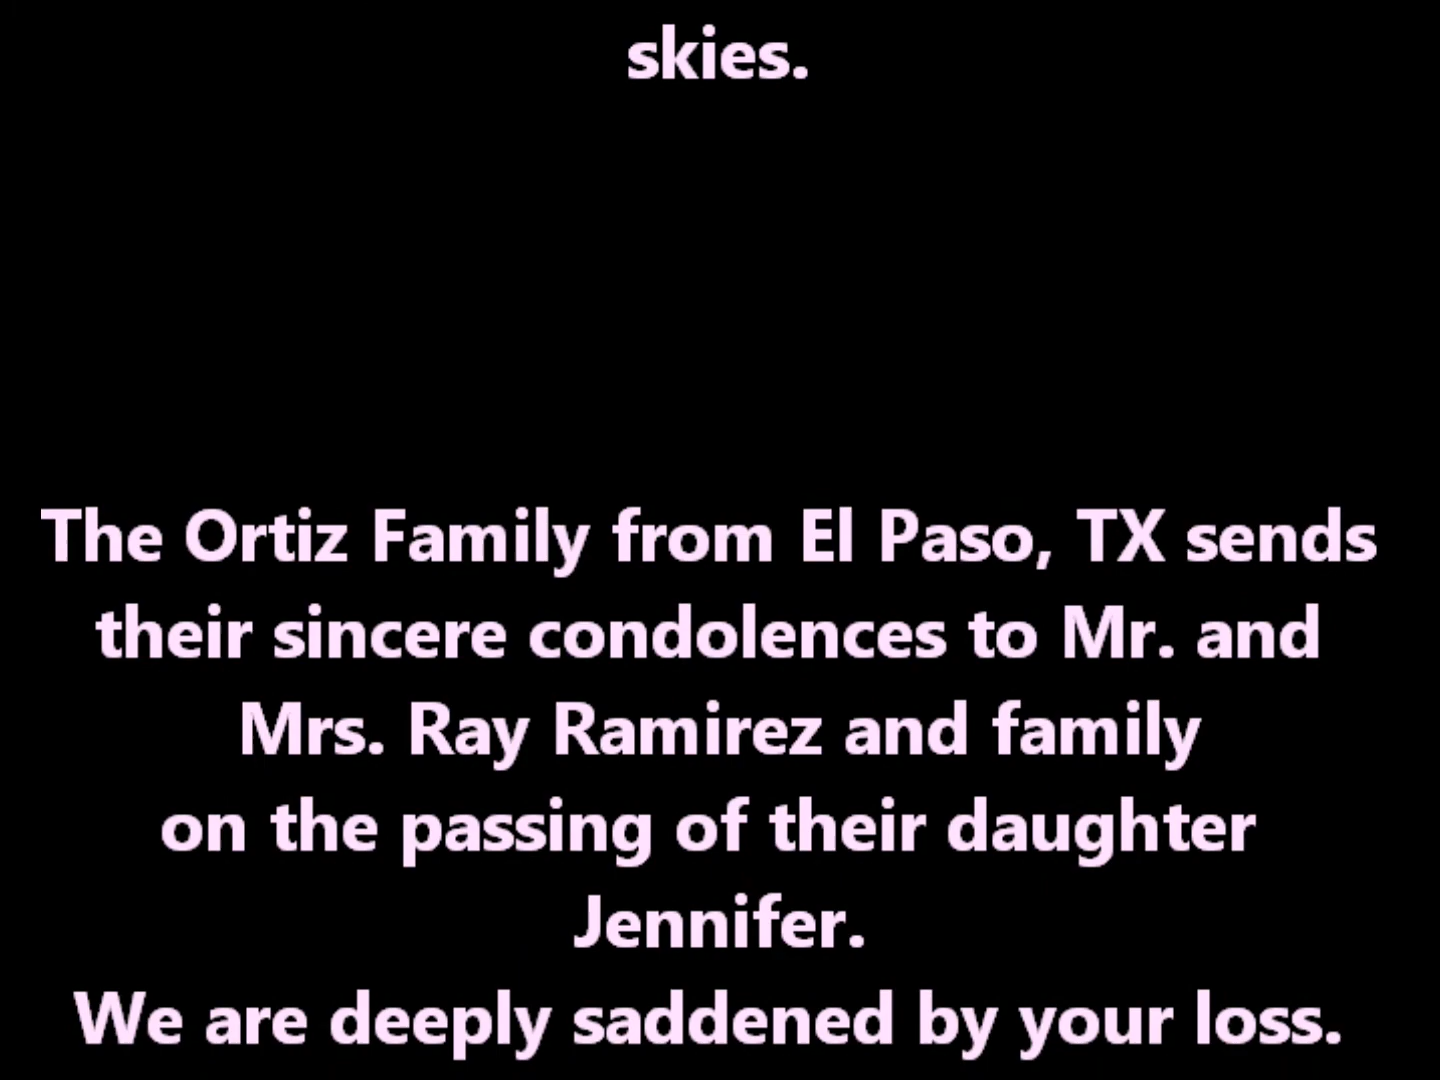 skies.
The Ortiz Family from El Paso, TX sends
their sincere condolences to Mr. and
Mrs. Ray Ramirez and family
on the passing of their daughter
Jennifer.
We are deeply saddened by your loss.